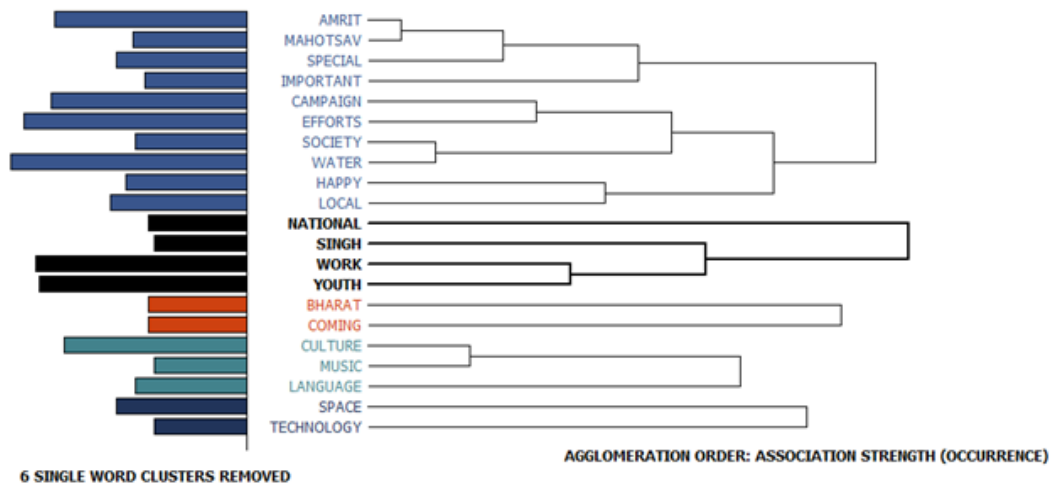 AMRIT
MAHOTSAV
SPECIAL
IMPORTANT
CAMPAIGN
EFFORTS
SOCIETY
WATER
HAPPY
LOCAL
NATIONAL
SINGH
WORK
YOUTH
BHARAT
COMING
CULTURE
MUSIC
LANGUAGE
SPACE
TECHNOLOGY
AGGLOMERATION ORDER: ASSOCIATION STRENGTH (OCCURRENCE)
6 SINGLE WORD CLUSTERS REMOVED